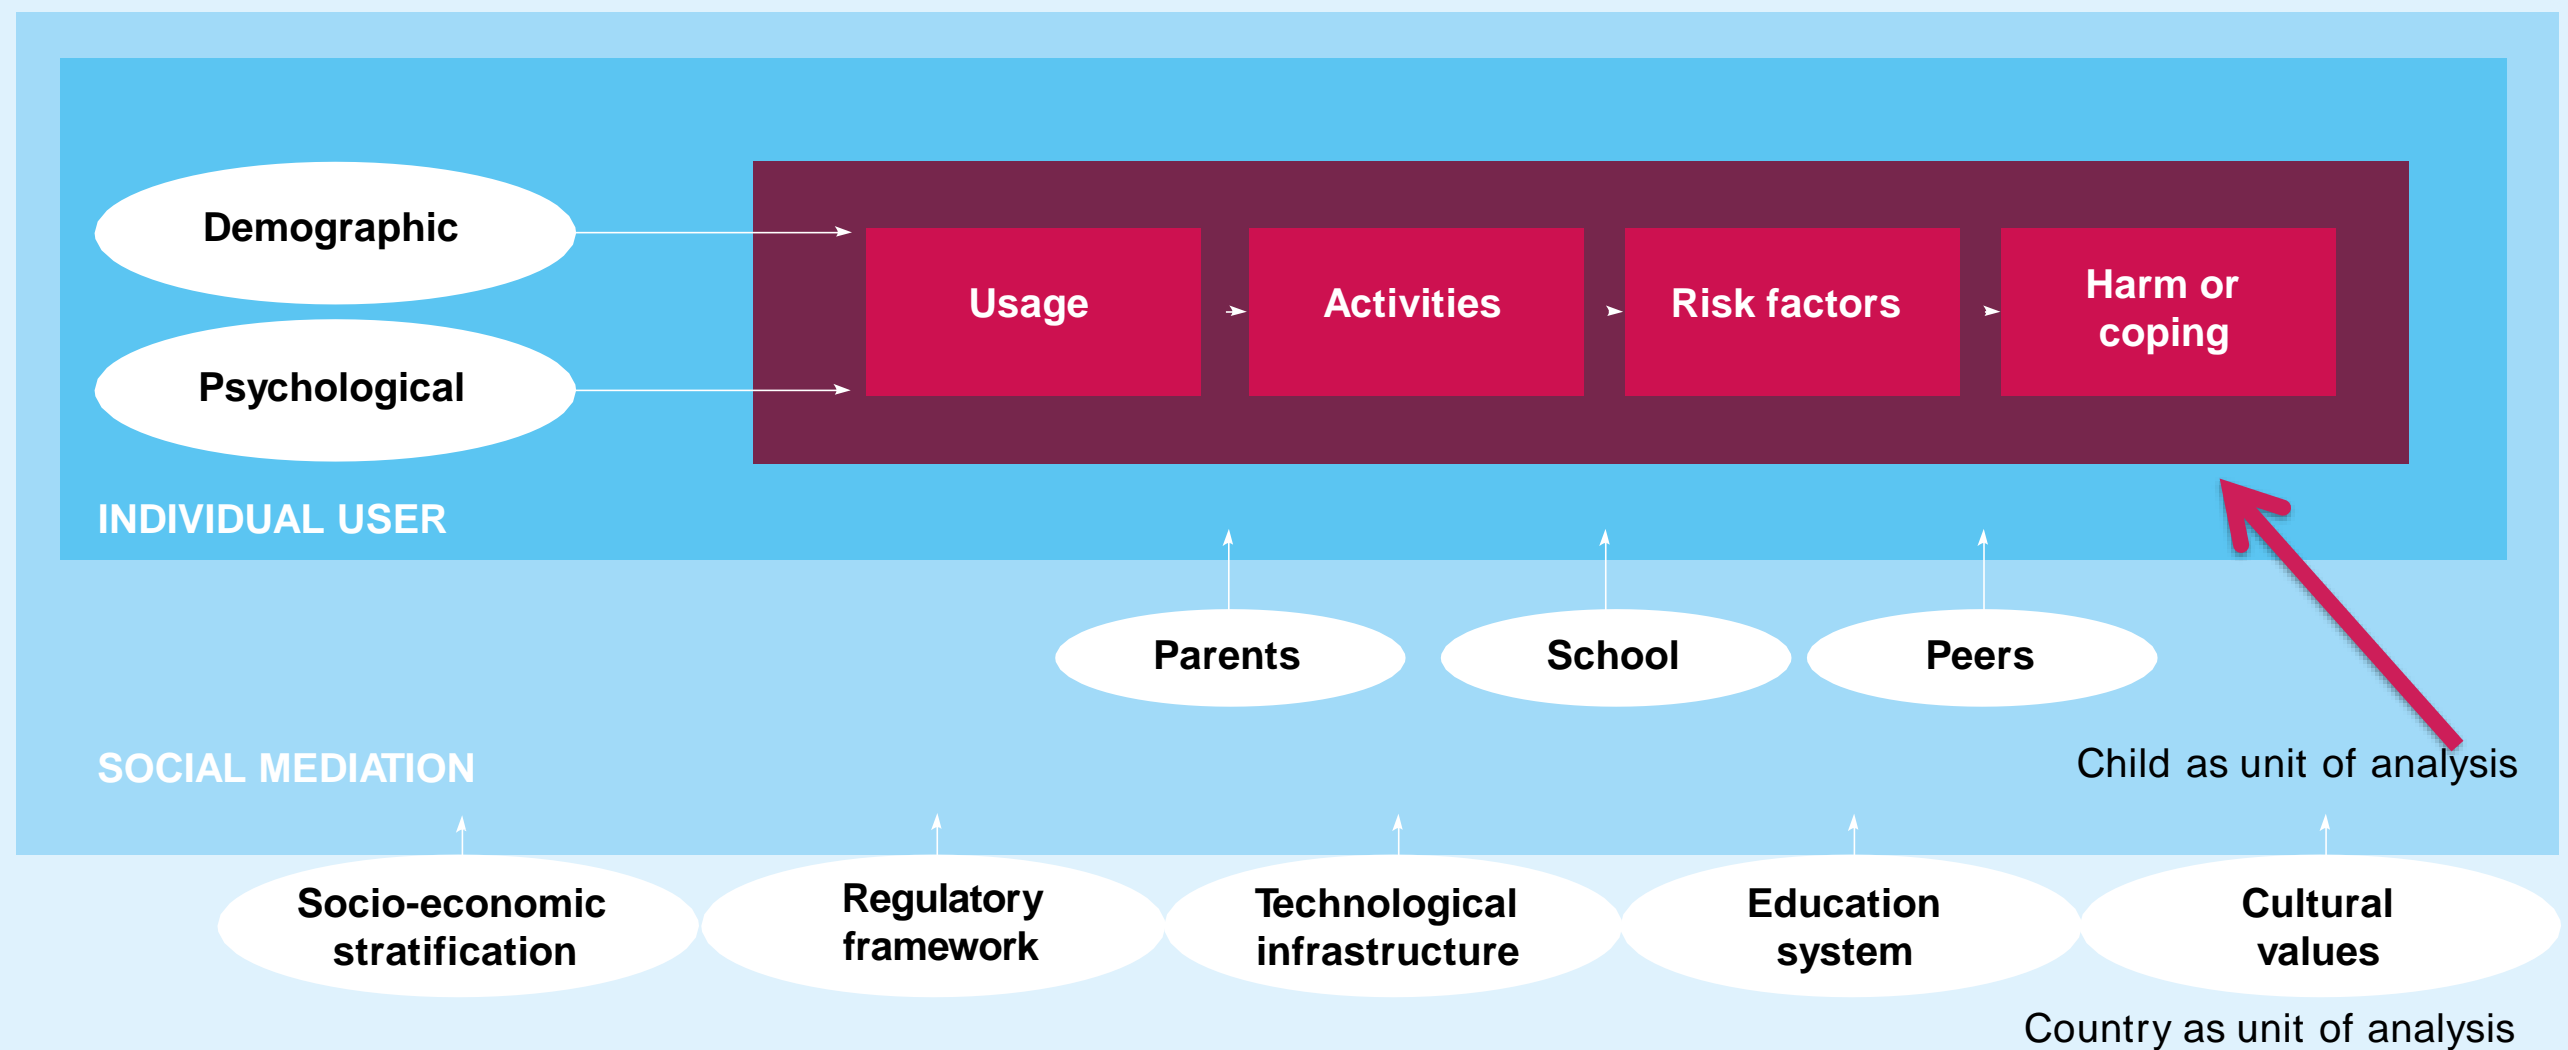 Demographic
Psychological
Usage
Activities
Risk factors
Harm or
coping
INDIVIDUAL USER
Parents
School
Peers
SOCIAL MEDIATION
Child as unit of analysis
Socio-economic
stratification
Regulatory
framework
Technological
infrastructure
Education
system
Cultural
values
Country as unit of analysis